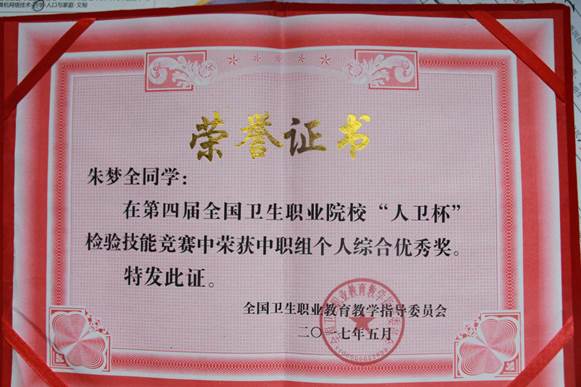 荣誉证书
朱梦全同学：
在第四届全国卫生职业院校“人卫杯”
检验技能竞赛中荣获中职组个人综合优秀奖。
特发此证。
全国卫生职业教育教学指导委员会
二〇一七年五月